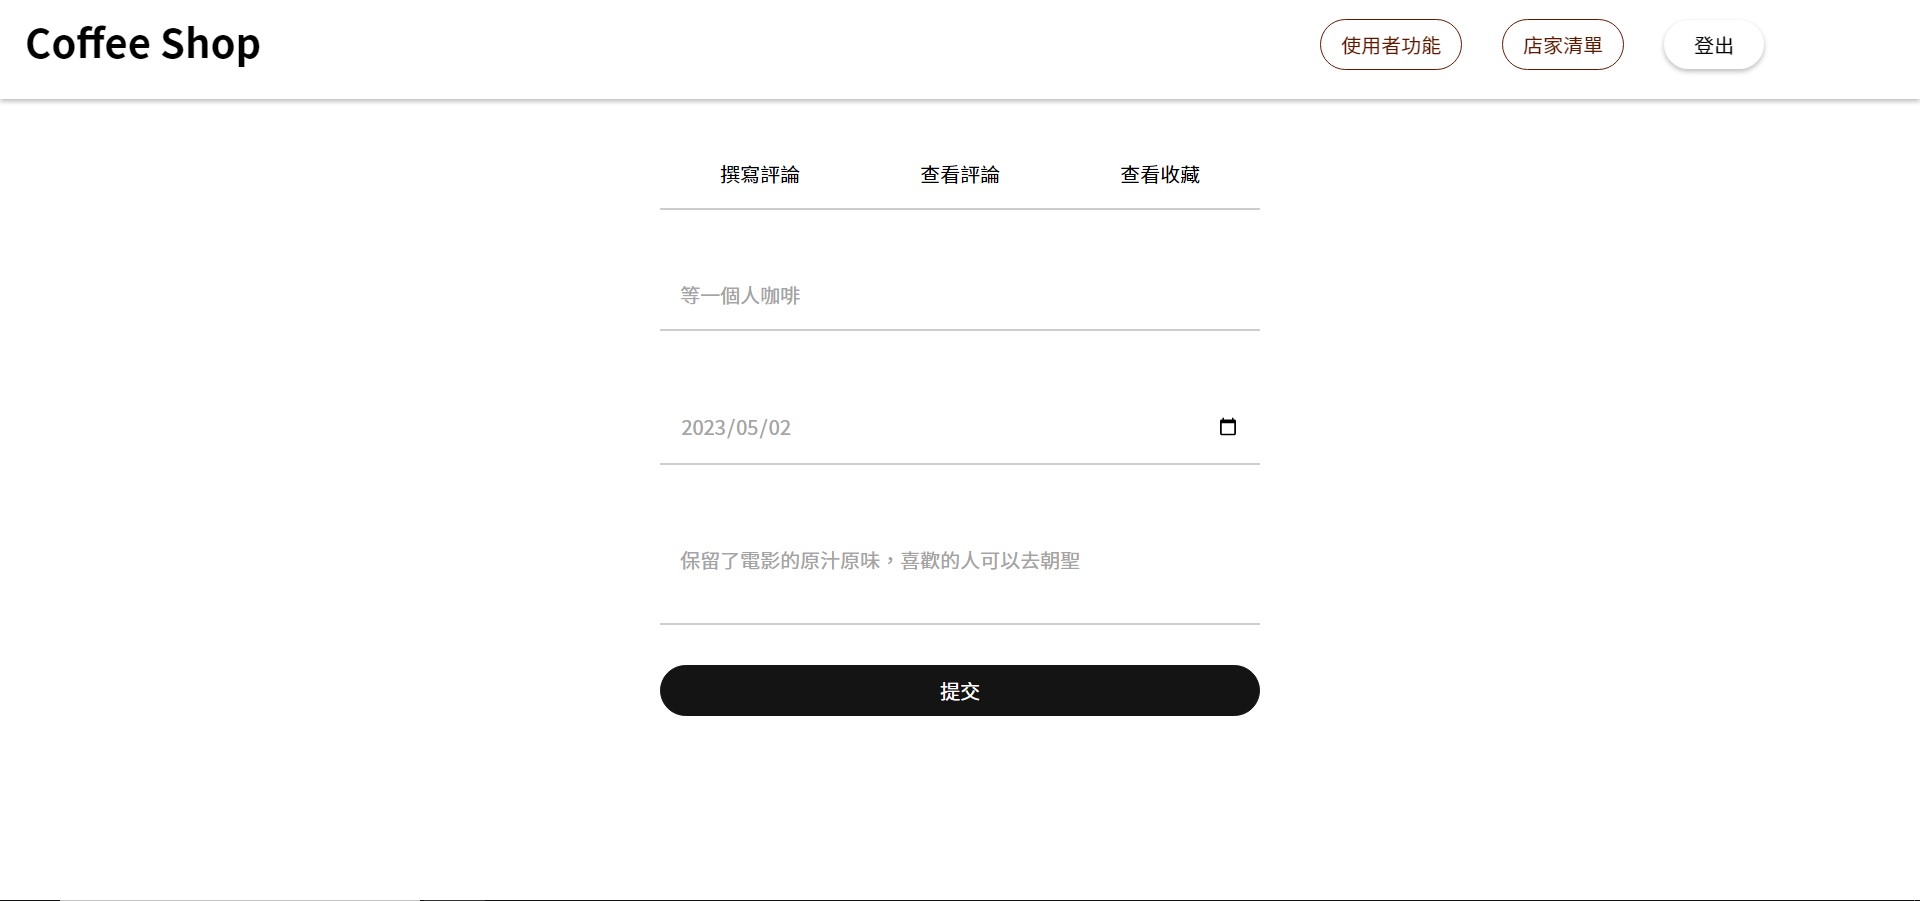 Coffee Shop
使用者功能
店家清單
登出
撰寫評論
查看評論
查看收藏
等一個人咖啡
2023/05/02
保留了電影的原汁原味，喜歡的人可以去朝聖
提交